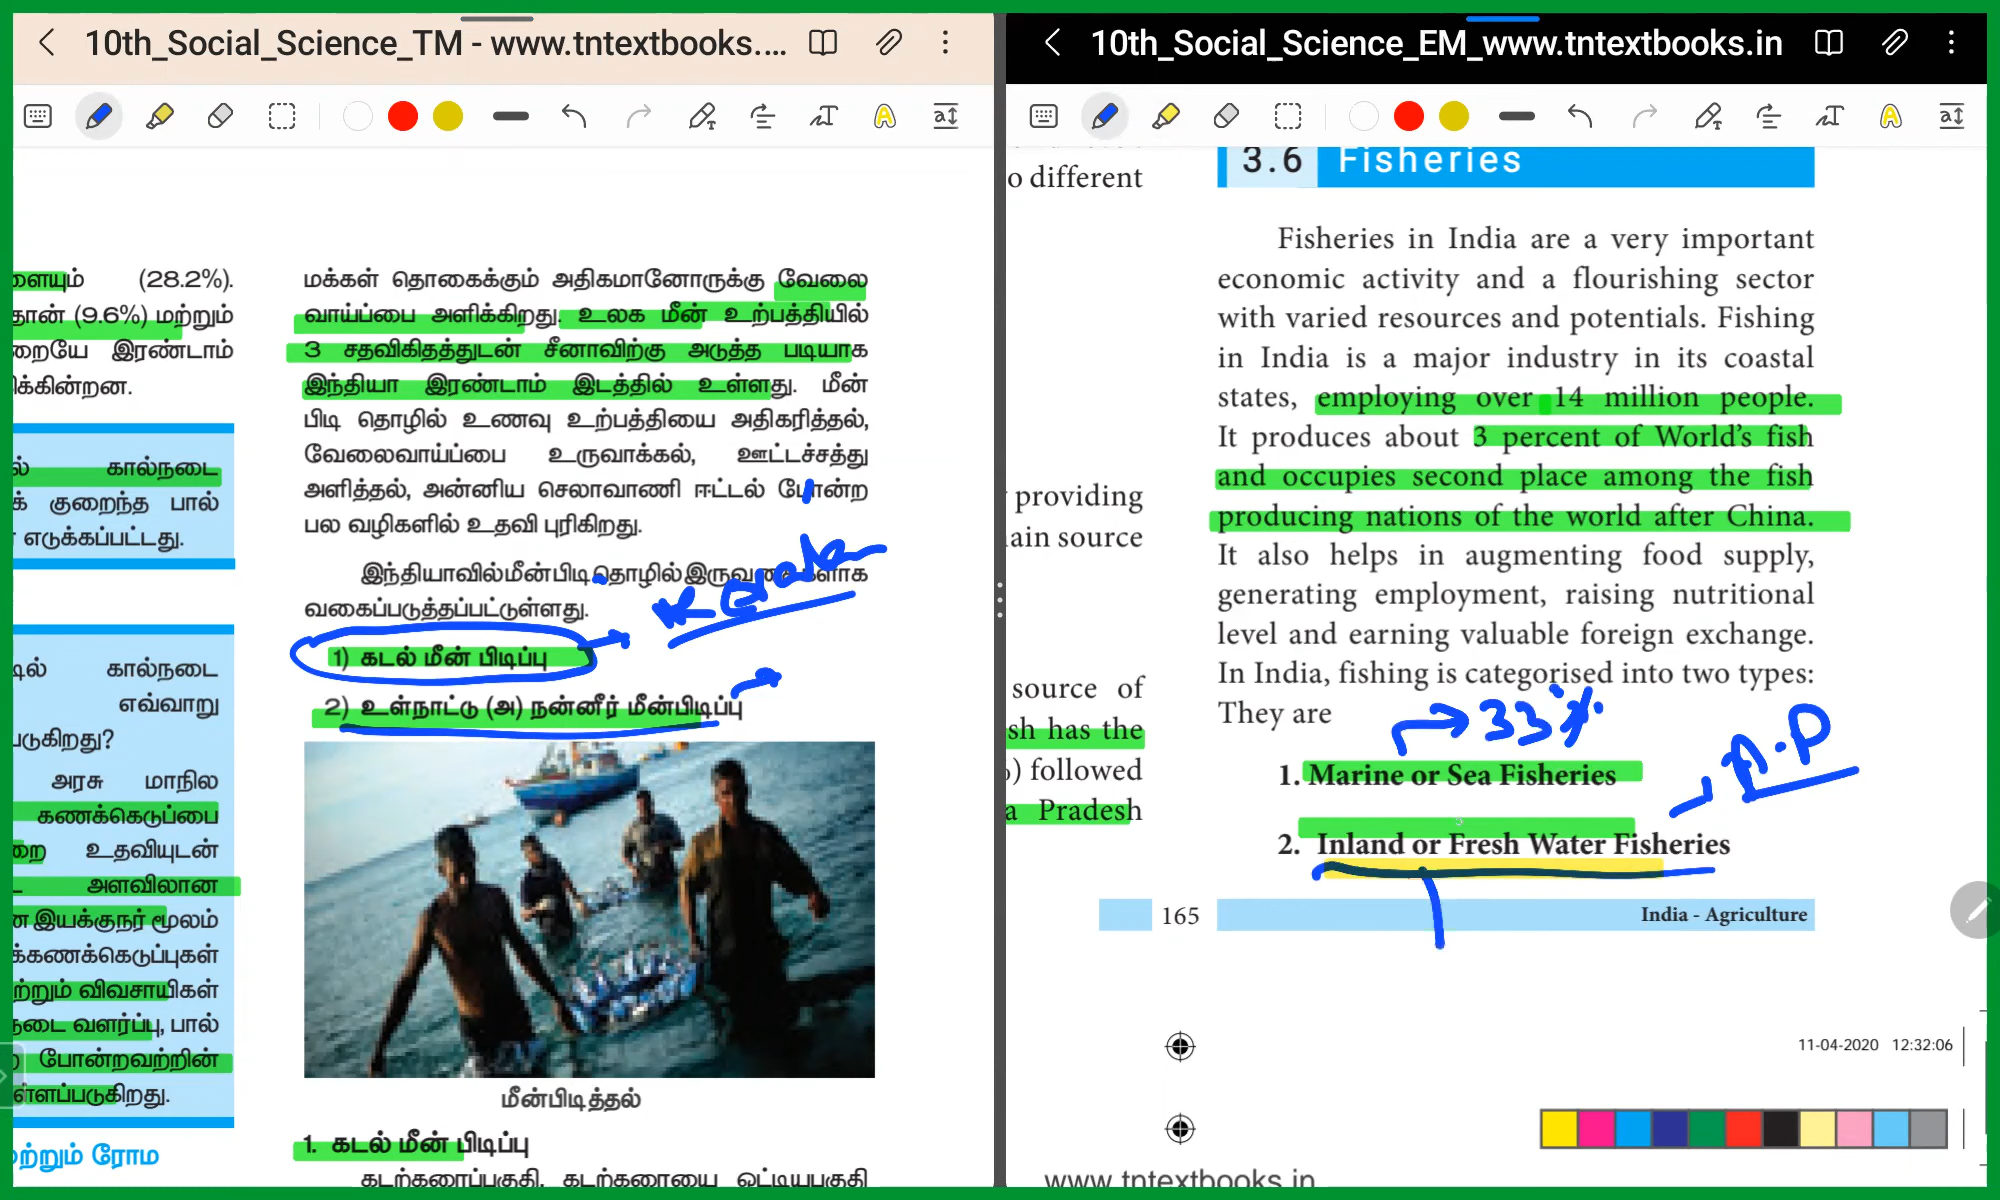 10th_Social_Science_TM - www.tntextbooks....
ளையும் (28.2%).
தான் (9.6%) மற்றும்
றையே இரண்டாம்
க்கின்றன.
ல் கால்நடை
க் குறைந்த பால்
எடுக்கப்பட்டது.
டில் கால்நடை
எவ்வாறு
படுகிறது?
அரசு மாநில
கணக்கெடுப்பை
றை உதவியுடன்
அளவிலான
ன இயக்குநர் மூலம்
க்கணக்கெடுப்புகள்
ற்றும் விவசாயிகள்
நடை வளர்ப்பு, பால்
போன்றவற்றின்
ள்ளப்படுகிறது.
ற்றும் ரோம
மக்கள் தொகைக்கும் அதிகமானோருக்கு வேலை
வாய்ப்பை அளிக்கிறது. உலக மீன் உற்பத்தியில்
3 சதவிகிதத்துடன் சீனாவிற்கு அடுத்த படியாக
இந்தியா இரண்டாம் இடத்தில் உள்ளது. மீன்
பிடி தொழில் உணவு உற்பத்தியை அதிகரித்தல்,
வேலைவாய்ப்பை உருவாக்கல், ஊட்டச்சத்து
அளித்தல், அன்னிய செலாவாணி ஈட்டல் போன்ற
பல வழிகளில் உதவி புரிகிறது.
இந்தியாவில் மீன்பிடி தொழில் இருவகைகளாக
வகைப்படுத்தப்பட்டுள்ளது.
Kerala
1) கடல் மீன் பிடிப்பு
2) உள்நாட்டு (அ) நன்னீர் மீன்பிடிப்பு
மீன்பிடித்தல்
1. கடல் மீன் பிடிப்பு
கடற்கரைப்பகுதி, கடற்கரையை ஒட்டியபகுதி
10th_Social_Science_EM_www.tntextbooks.in
o different
providing
ain source
source of
sh has the
) followed
a Pradesh
3.6 Fisheries
Fisheries in India are a very important
economic activity and a flourishing sector
with varied resources and potentials. Fishing
in India is a major industry in its coastal
states, employing over 14 million people.
It produces about 3 percent of World's fish
and occupies second place among the fish
producing nations of the world after China.
It also helps in augmenting food supply,
generating employment, raising nutritional
level and earning valuable foreign exchange.
In India, fishing is categorised into two types:
They are
33%
A.P
1. Marine or Sea Fisheries
2. Inland or Fresh Water Fisheries
165 India - Agriculture
11-04-2020 12:32:06
www.tntextbooks.in